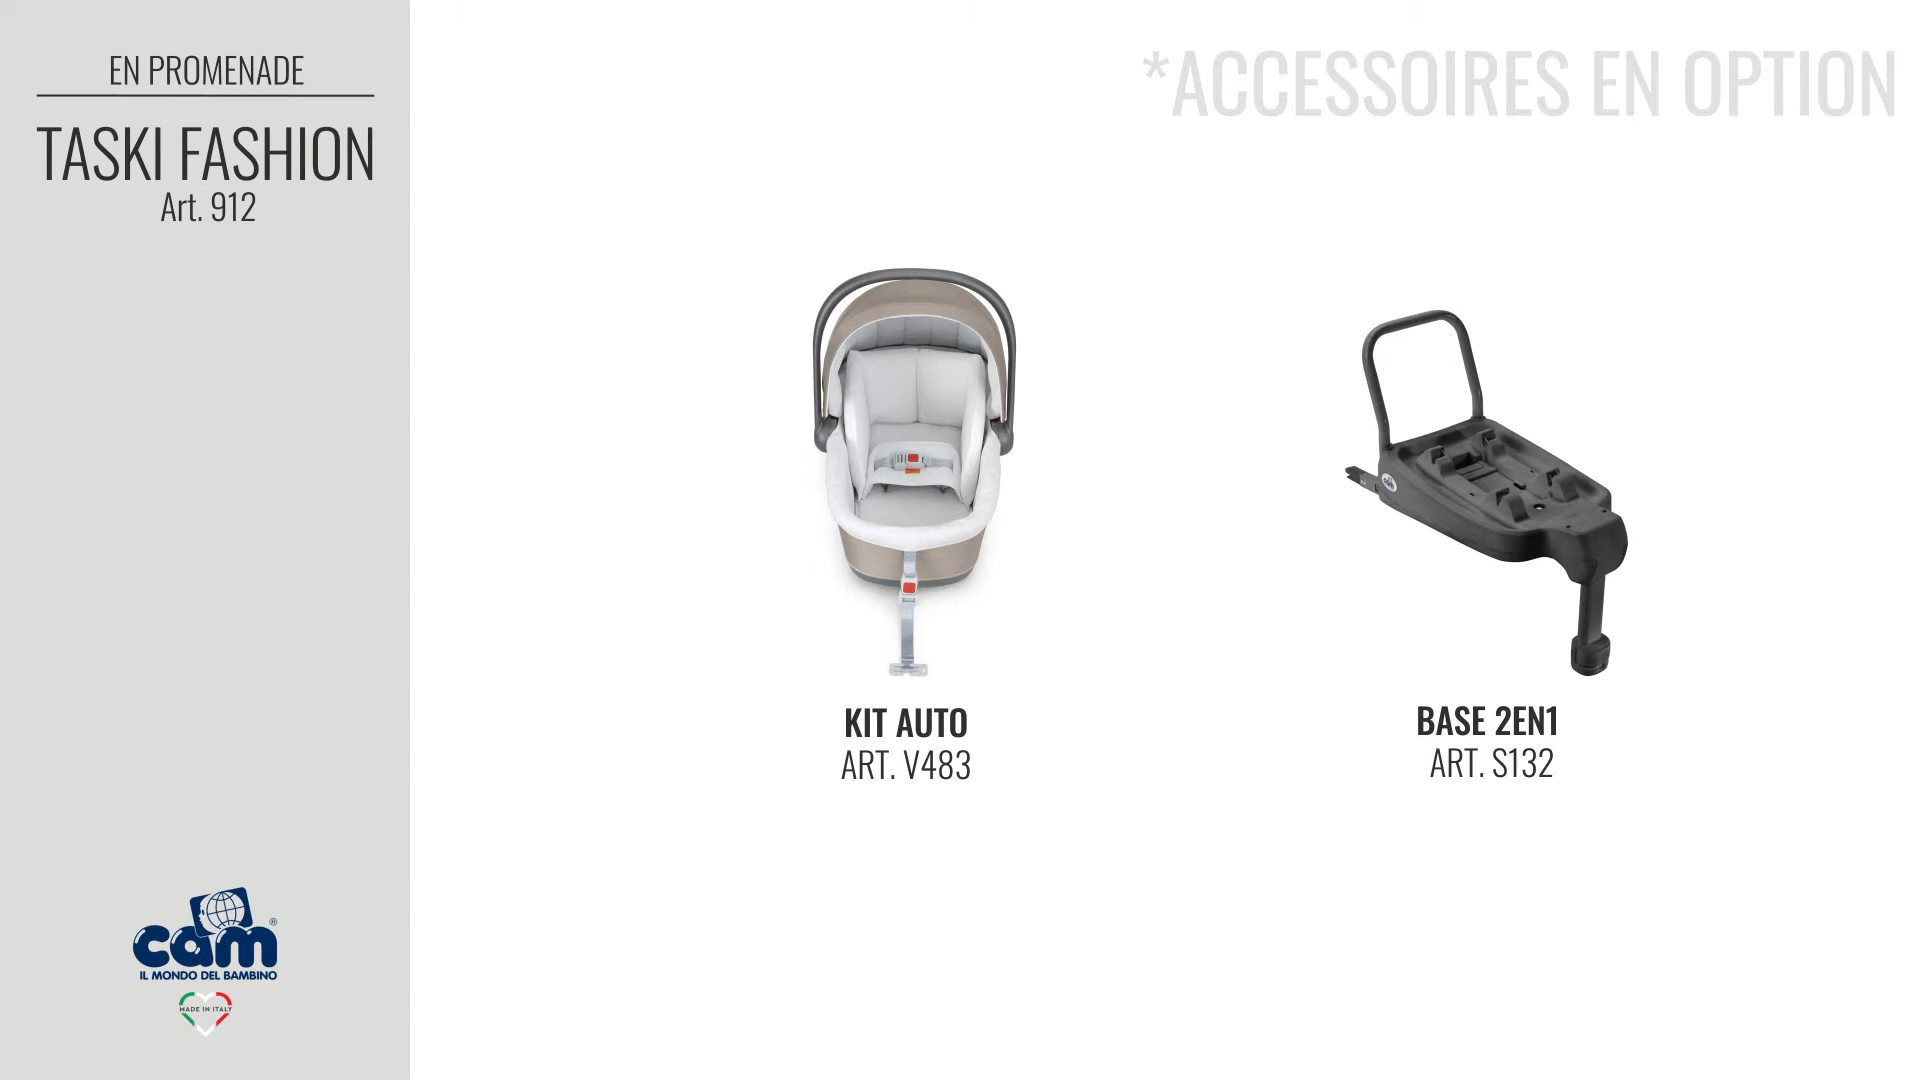 EN PROMENADE
TASKI FASHION
Art. 912
*ACCESSOIRES EN OPTION
KIT AUTO
ART. V483
BASE 2EN1
ART. S132
cam®
IL MONDO DEL BAMBINO
MADE IN ITALY